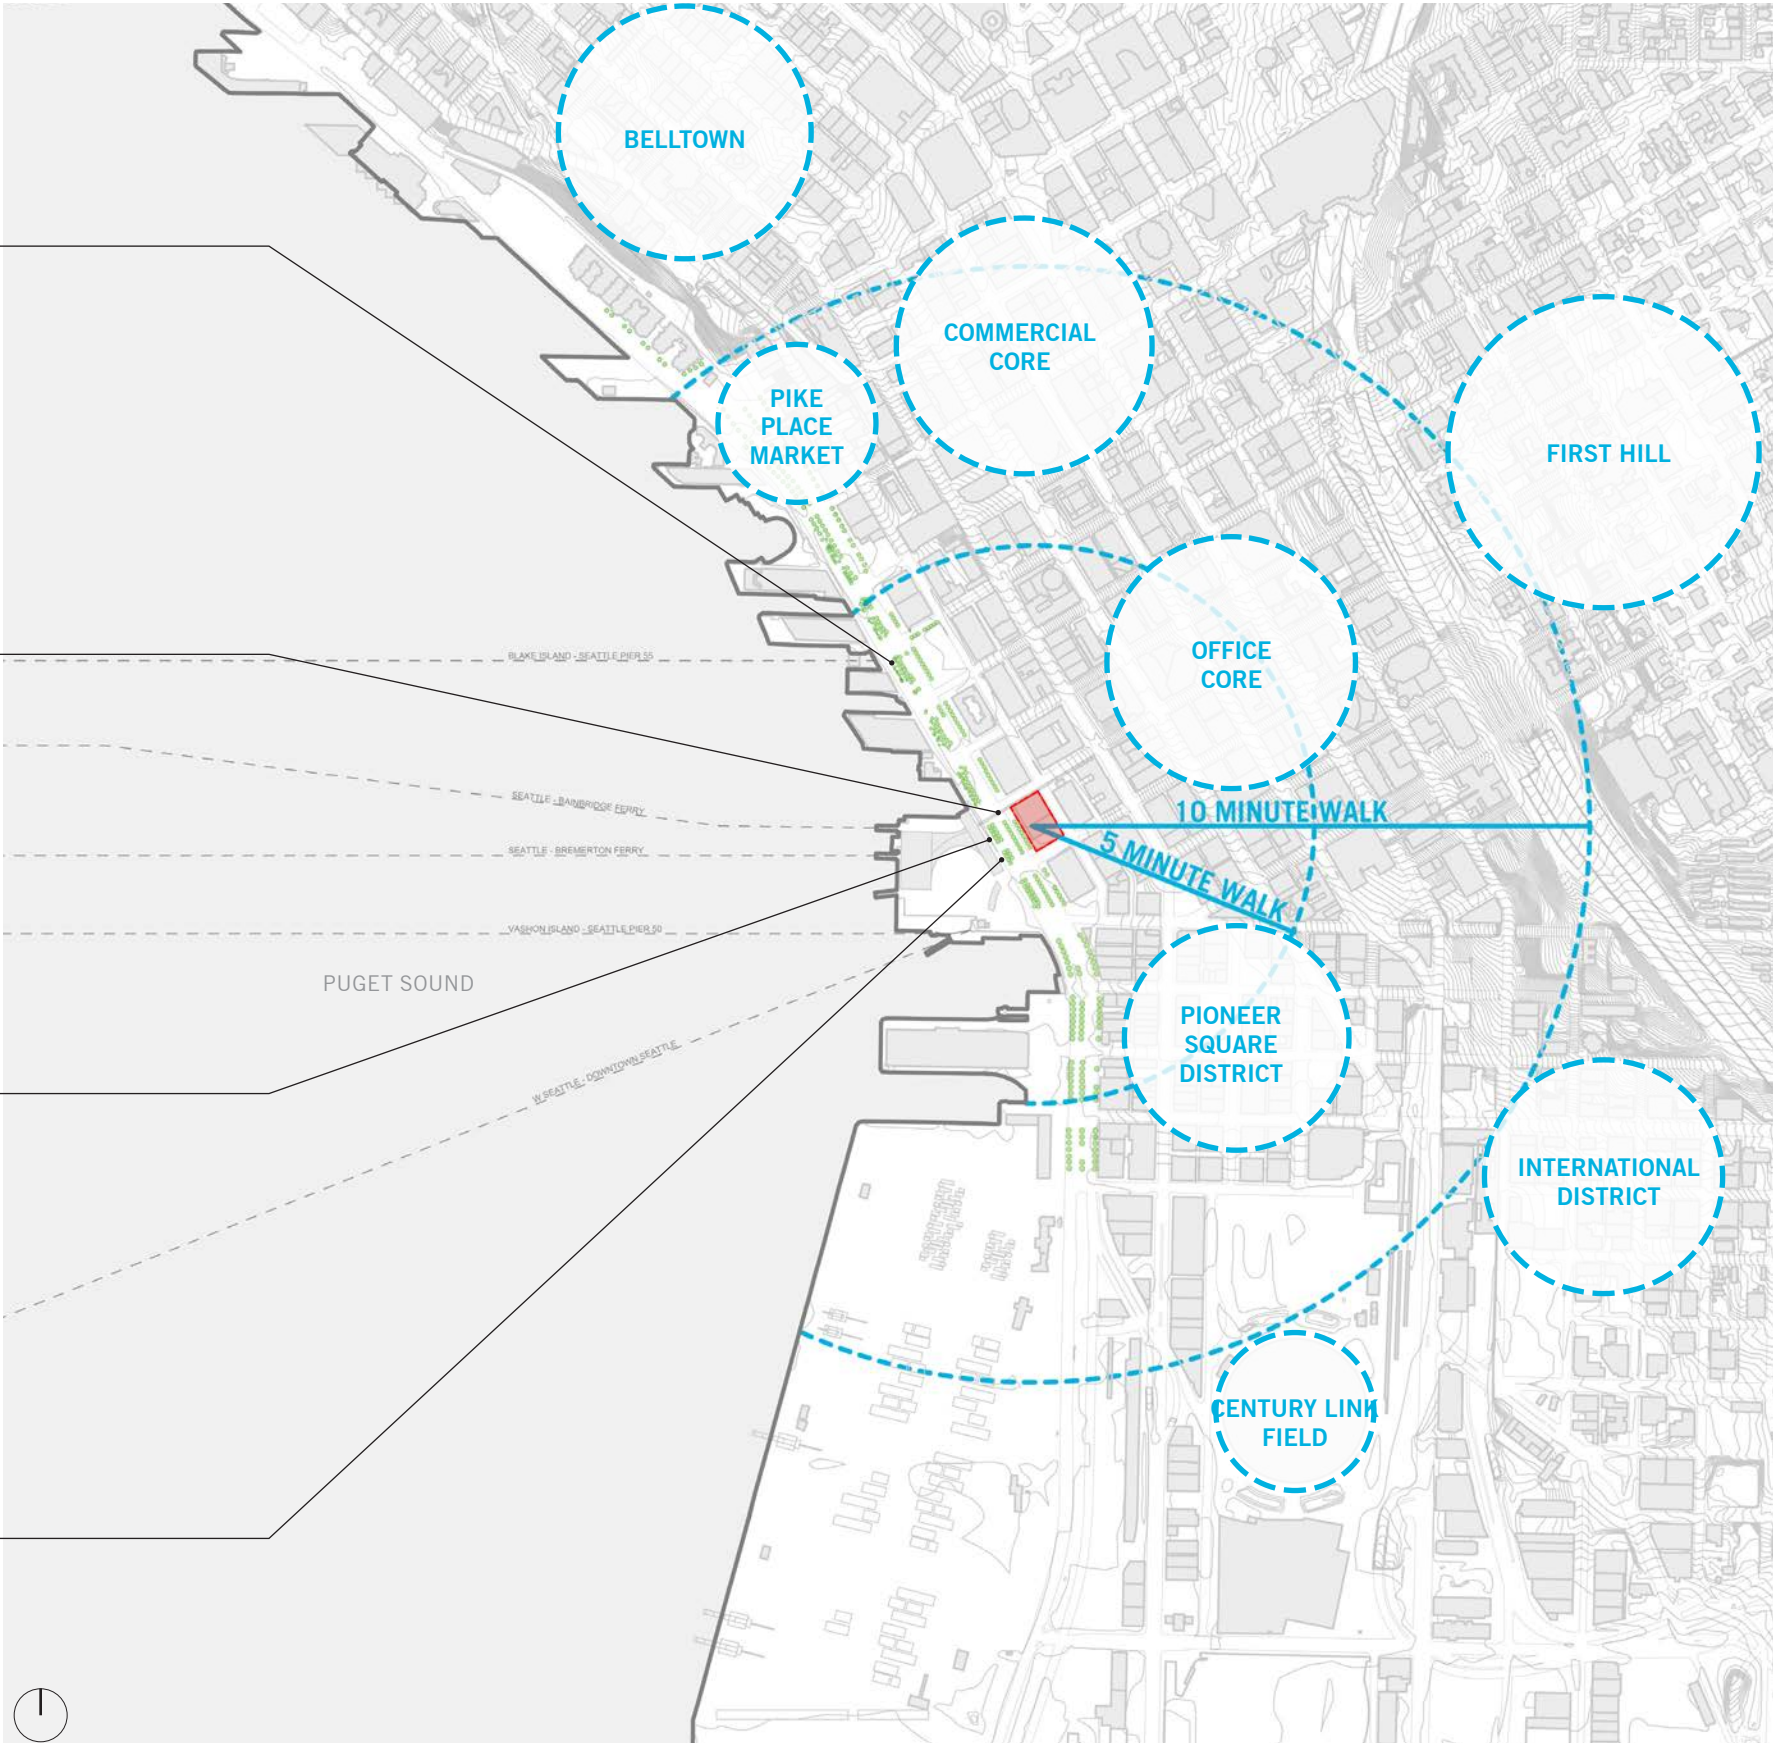 BELLTOWN
COMMERCIAL
CORE
PIKE
PLACE
MARKET
FIRST HILL
OFFICE
CORE
BLAKE ISLAND - SEATTLE PIER 55
SEATTLE - BAINBRIDGE FERRY
10 MINUTE WALK
5 MINUTE WALK
SEATTLE - BREMERTON FERRY
VASHON ISLAND - SEATTLE PIER 50
PUGET SOUND
W SEATTLE - DOWNTOWN SEATTLE
PIONEER
SQUARE
DISTRICT
INTERNATIONAL
DISTRICT
CENTURY LINK
FIELD